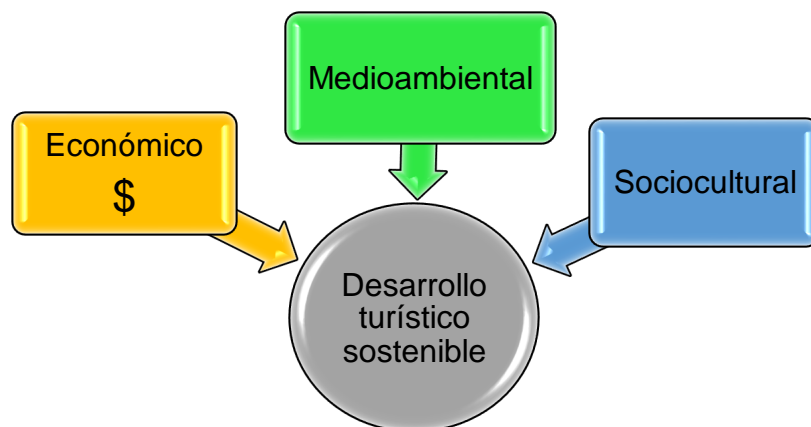 Medioambiental
Económico
$
Sociocultural
Desarrollo
turístico
sostenible